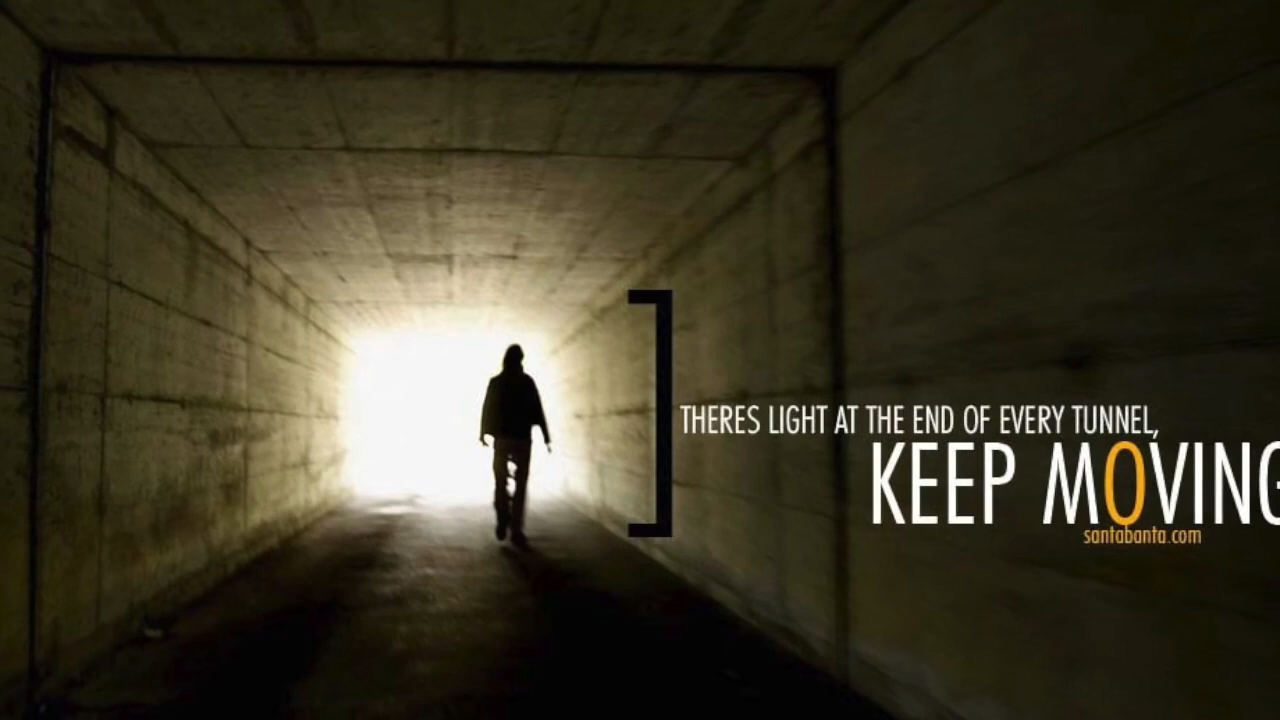 THERES LIGHT AT THE END OF EVERY TUNNEL,
KEEP MOVING
santabanta.com